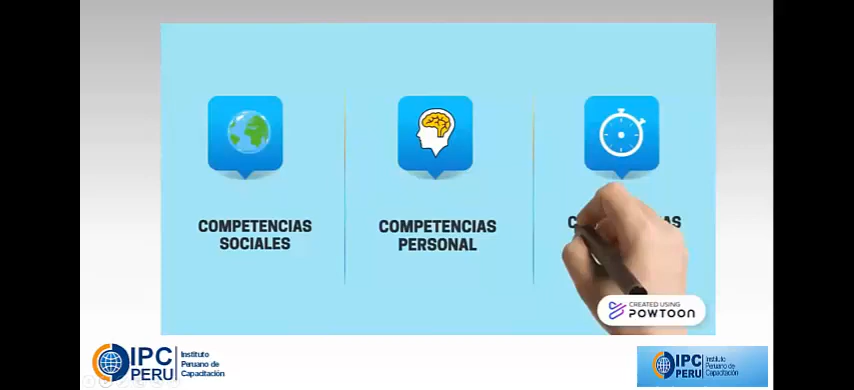 COMPETENCIAS
SOCIALES
COMPETENCIAS
PERSONAL
CREATED USING
POWTOON
IPC
PERU
Instituto
Peruano de
Capacitación
IPC
PERU
Instituto
Peruano de
Capacitación